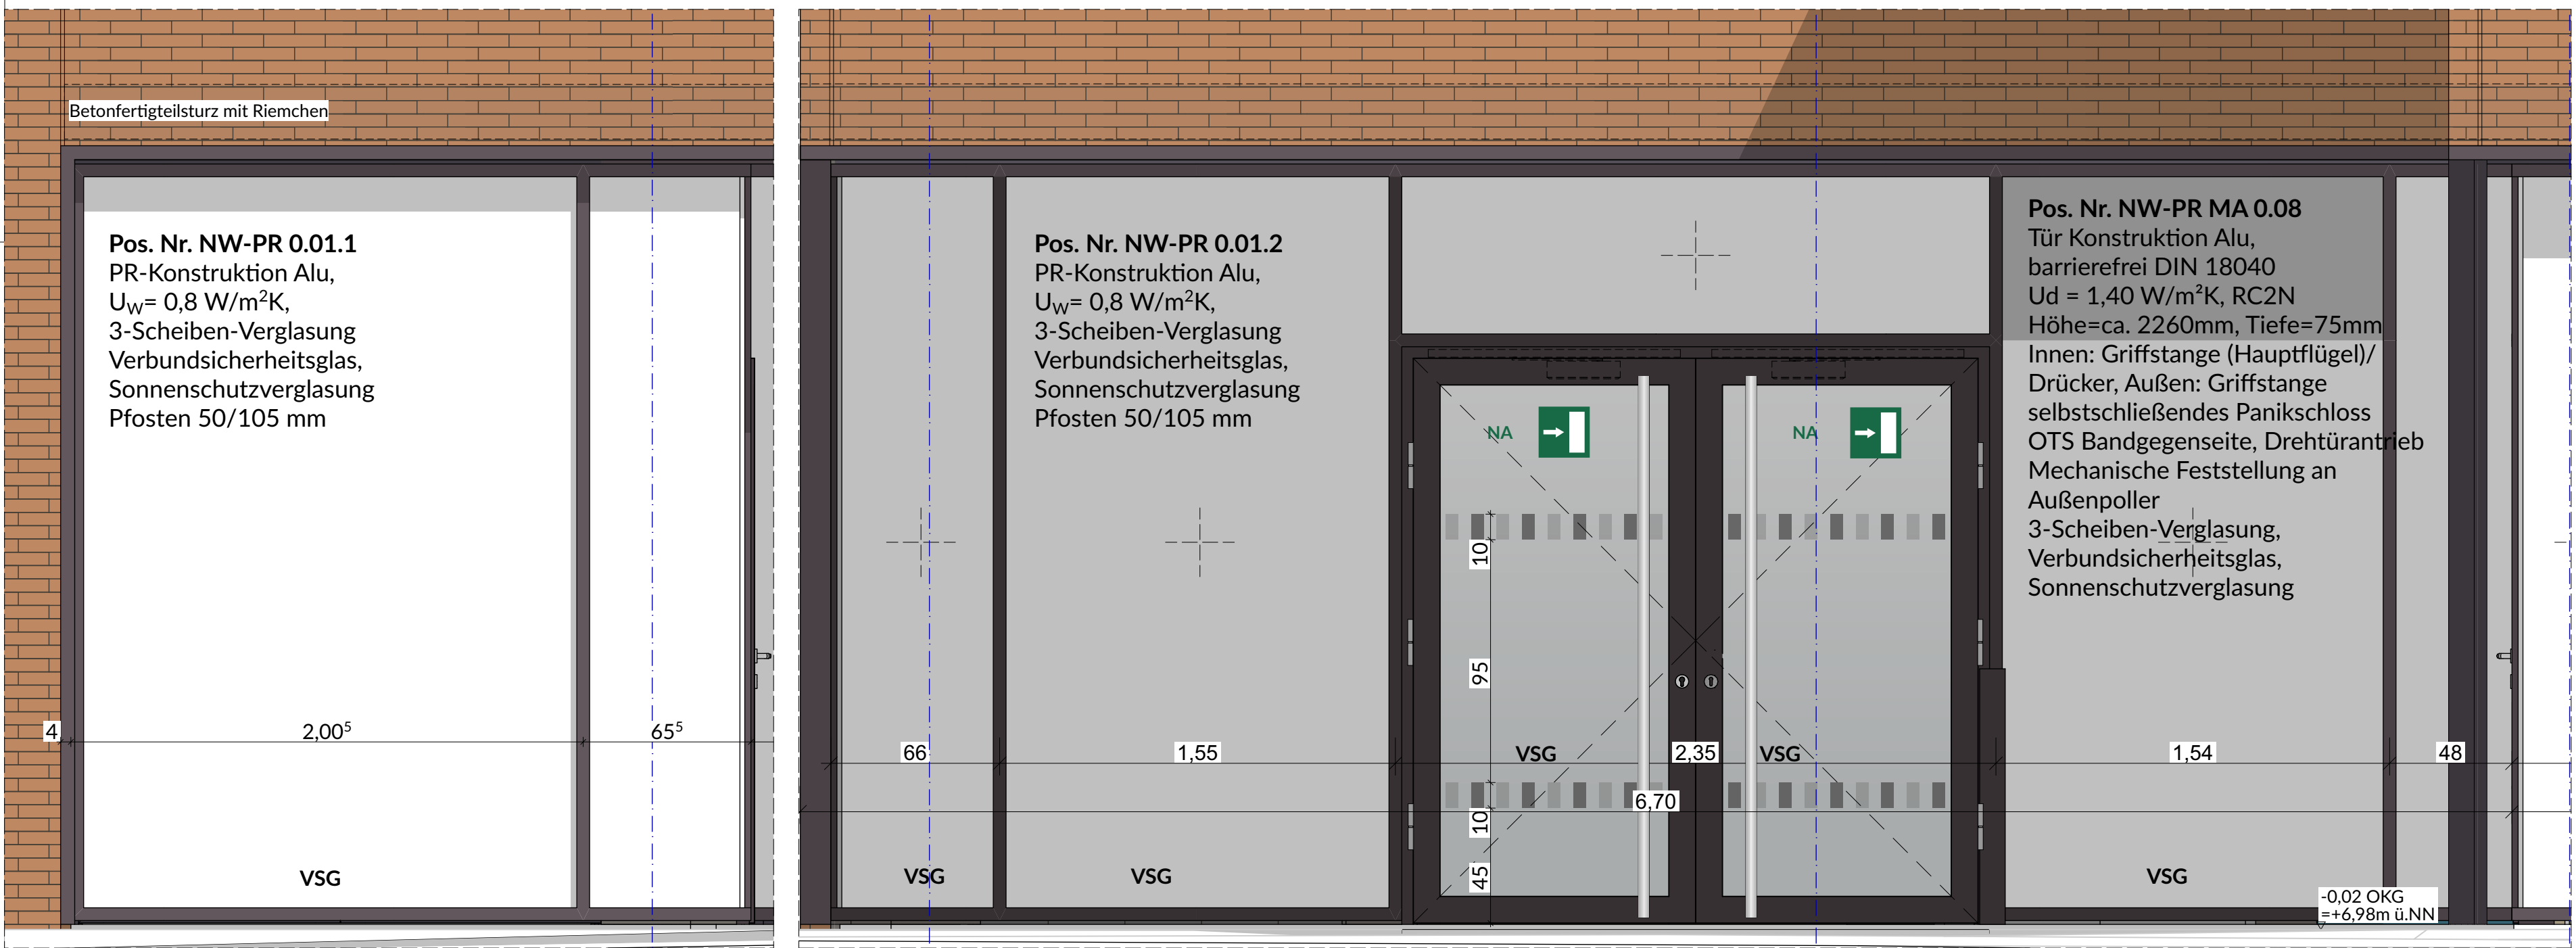 Betonfertigteilsturz mit Riemchen
Pos. Nr. NW-PR 0.01.1
PR-Konstruktion Alu,
U_W= 0,8 W/m²K,
3-Scheiben-Verglasung
Verbundsicherheitsglas,
Sonnenschutzverglasung
Pfosten 50/105 mm
4
2,00⁵
65⁵
VSG
Pos. Nr. NW-PR 0.01.2
PR-Konstruktion Alu,
U_W= 0,8 W/m²K,
3-Scheiben-Verglasung
Verbundsicherheitsglas,
Sonnenschutzverglasung
Pfosten 50/105 mm
66
1,55
VSG
VSG
NA
NA
10
95
VSG
2,35
VSG
6,70
10
45
Pos. Nr. NW-PR MA 0.08
Tür Konstruktion Alu,
barrierefrei DIN 18040
Ud = 1,40 W/m²K, RC2N
Höhe=ca. 2260mm, Tiefe=75mm
Innen: Griffstange (Hauptflügel)/
Drücker, Außen: Griffstange
selbstschließendes Panikschloss
OTS Bandgegenseite, Drehtürantrieb
Mechanische Feststellung an
Außenpoller
3-Scheiben-Verglasung,
Verbundsicherheitsglas,
Sonnenschutzverglasung
1,54
48
VSG
-0,02 OKG
=+6,98m ü.NN